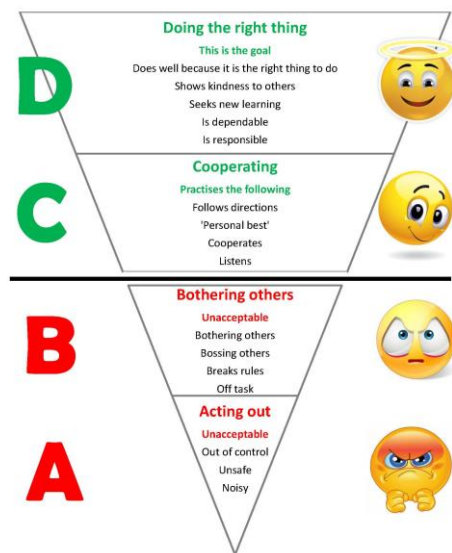 Doing the right thing
This is the goal
Does well because it is the right thing to do
Shows kindness to others
Seeks new learning
Is dependable
Is responsible
D
Cooperating
Practises the following
Follows directions
'Personal best'
Cooperates
Listens
C
Bothering others
Unacceptable
Bothering others
Bossing others
Breaks rules
Off task
B
Acting out
Unacceptable
Out of control
Unsafe
Noisy
A